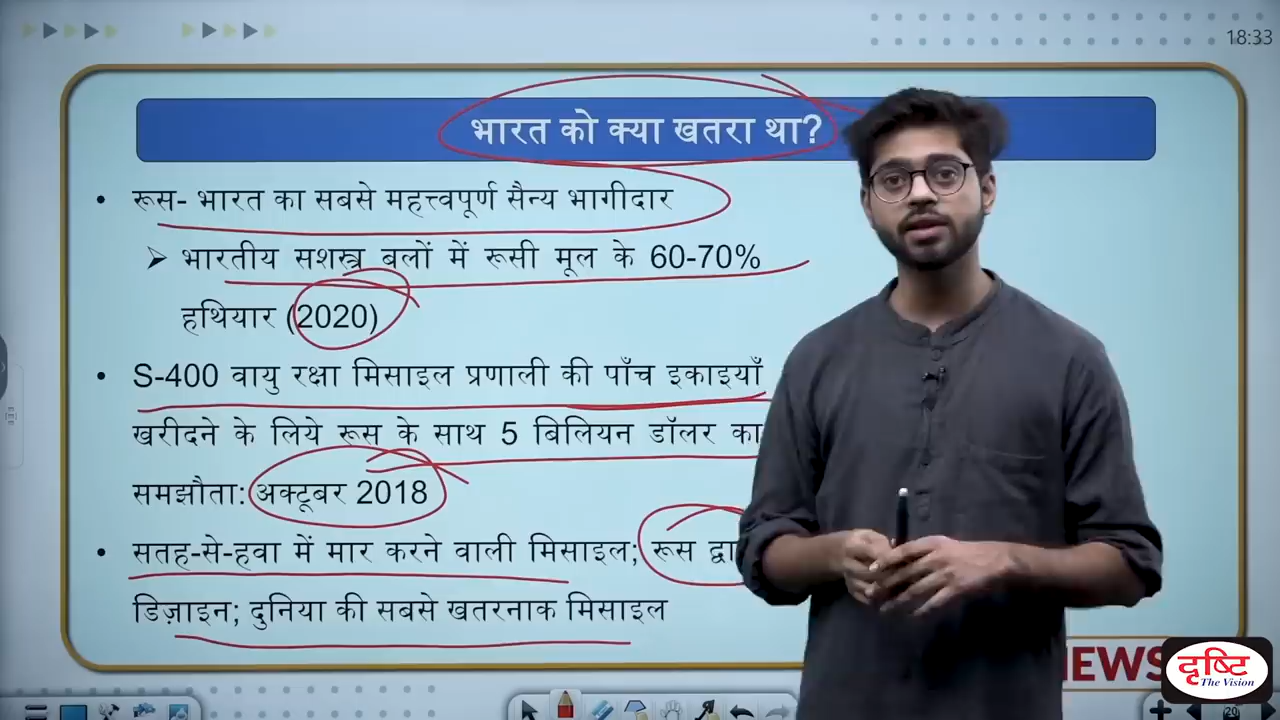 18:33
भारत को क्या खतरा था?
• रूस- भारत का सबसे महत्त्वपूर्ण सैन्य भागीदार
➢ भारतीय सशस्त्र बलों में रूसी मूल के 60-70%
हथियार (2020)
• S-400 वायु रक्षा मिसाइल प्रणाली की पाँच इकाइयाँ
खरीदने के लिये रूस के साथ 5 बिलियन डॉलर का
समझौता: अक्टूबर 2018
• सतह-से-हवा में मार करने वाली मिसाइल; रूस
डिज़ाइन; दुनिया की सबसे खतरनाक मिसाइल
दृष्टि
The Vision
20